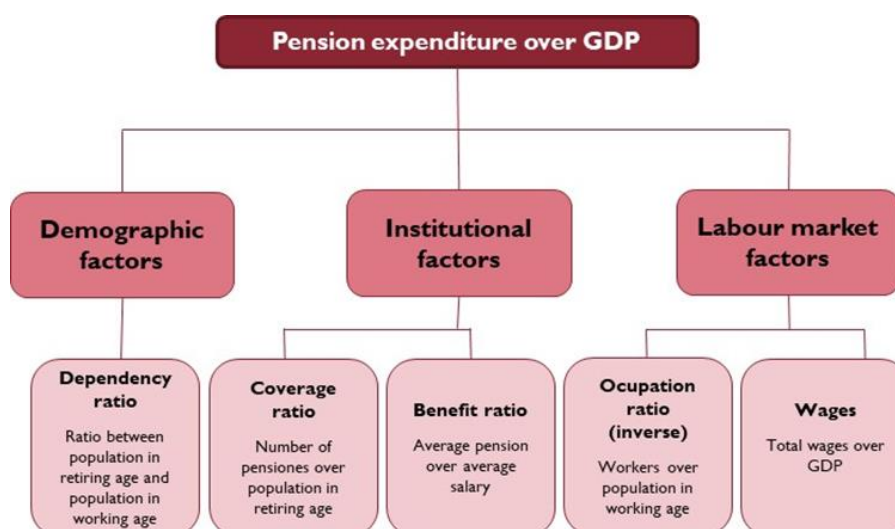 Pension expenditure over GDP
Demographic
factors
Institutional
factors
Labour market
factors
Dependency
ratio
Ratio between
population in
retiring age and
population in
working age
Coverage
ratio
Number of
pensiones over
population in
retiring age
Benefit ratio
Average pension
over average
salary
Ocupation
ratio
(inverse)
Workers over
population in
working age
Wages
Total wages over
GDP